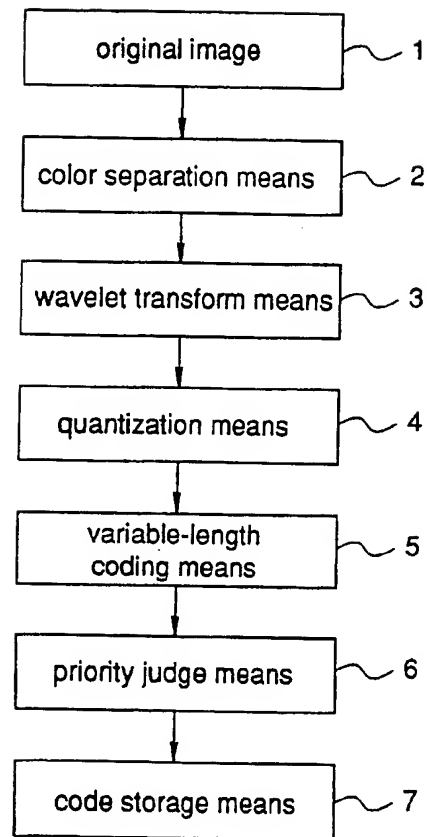 original image 1
color separation means 2
wavelet transform means 3
quantization means 4
variable-length
coding means 5
priority judge means 6
code storage means 7